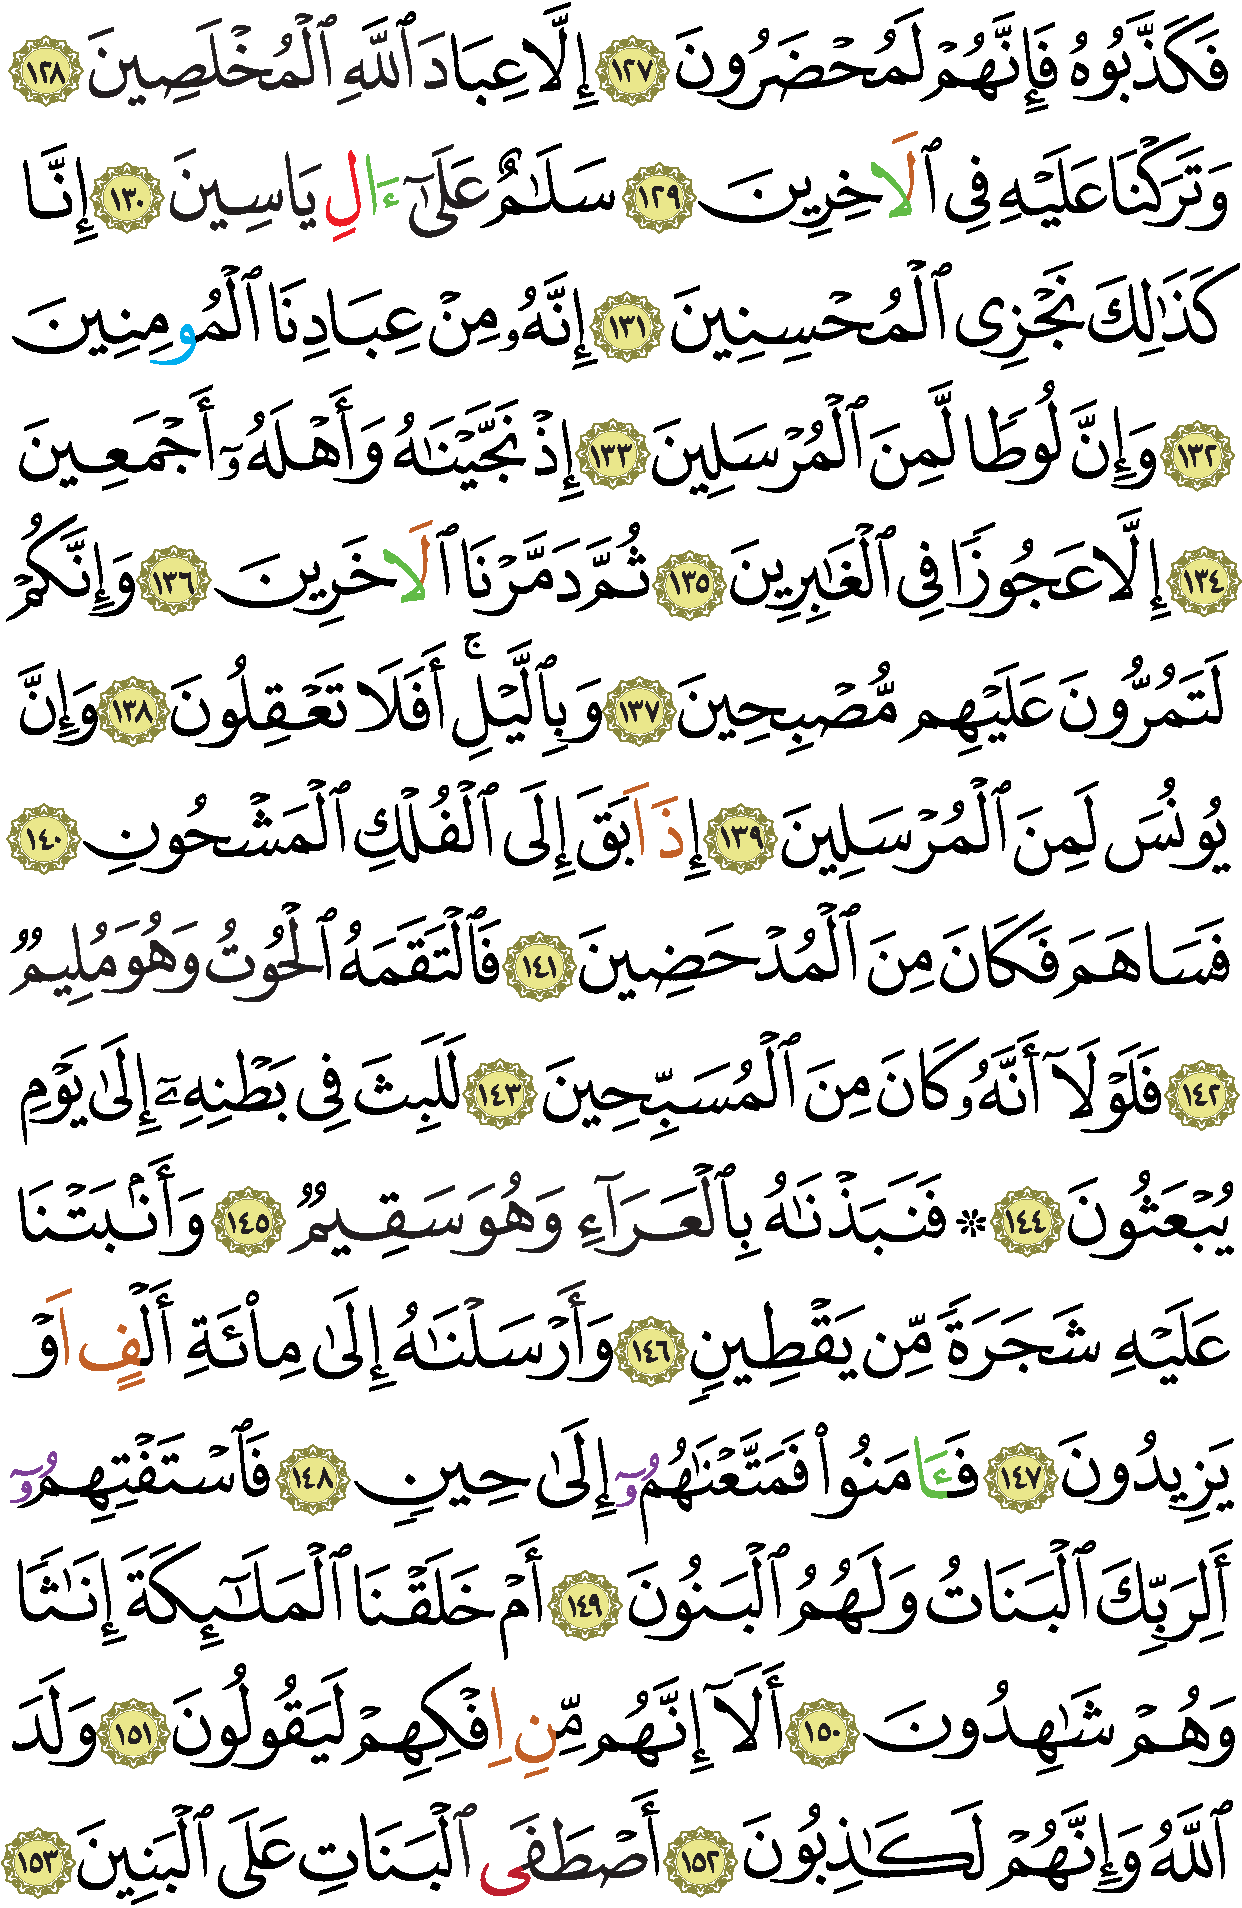 فَكَذَّبُوهُ فَإِنَّهُمْ لَمُحْضَرُونَ ١٢٧ إِلَّا عِبَادَ ٱللَّهِ ٱلْمُخْلَصِينَ ١٢٨
وَتَرَكْنَا عَلَيْهِ فِي ٱلَاخِرِينَ ١٢٩ سَلَٰمٌ عَلَىٰٓ ءَالِ يَاسِينَ ١٣٠ إِنَّا
كَذَٰلِكَ نَجْزِي ٱلْمُحْسِنِينَ ١٣١ إِنَّهُۥ مِنْ عِبَادِنَا ٱلْمُومِنِينَ
١٣٢ وَإِنَّ لُوطًا لَّمِنَ ٱلْمُرْسَلِينَ ١٣٣ إِذْ نَجَّيْنَٰهُ وَأَهْلَهُۥٓ أَجْمَعِينَ
١٣٤ إِلَّا عَجُوزًا فِي ٱلْغَٰبِرِينَ ١٣٥ ثُمَّ دَمَّرْنَا ٱلَاخَرِينَ ١٣٦ وَإِنَّكُمْ
لَتَمُرُّونَ عَلَيْهِم مُّصْبِحِينَ ١٣٧ وَبِٱلَّيْلِۚ أَفَلَا تَعْقِلُونَ ١٣٨ وَإِنَّ
يُونُسَ لَمِنَ ٱلْمُرْسَلِينَ ١٣٩ إِذَ اَبَقَ إِلَى ٱلْفُلْكِ ٱلْمَشْحُونِ ١٤٠
فَسَاهَمَ فَكَانَ مِنَ ٱلْمُدْحَضِينَ ١٤١ فَٱلْتَقَمَهُ ٱلْحُوتُ وَهُوَ مُلِيمٌ
١٤٢ فَلَوْلَآ أَنَّهُۥ كَانَ مِنَ ٱلْمُسَبِّحِينَ ١٤٣ لَلَبِثَ فِي بَطْنِهِۦٓ إِلَىٰ يَوْمِ
يُبْعَثُونَ ١٤٤ ۞ فَنَبَذْنَٰهُ بِٱلْعَرَآءِ وَهُوَ سَقِيمٌ ١٤٥ وَأَنۢبَتْنَا
عَلَيْهِ شَجَرَةً مِّن يَقْطِينٍ ١٤٦ وَأَرْسَلْنَٰهُ إِلَىٰ مِا۟ئَةِ أَلْفٍ اَوْ
يَزِيدُونَ ١٤٧ فَـَٔامَنُوا۟ فَمَتَّعْنَٰهُمُۥٓ إِلَىٰ حِينٍ ١٤٨ فَٱسْتَفْتِهِمُۥٓ
أَلِرَبِّكَ ٱلْبَنَاتُ وَلَهُمُ ٱلْبَنُونَ ١٤٩ أَمْ خَلَقْنَا ٱلْمَلَٰٓئِكَةَ إِنَٰثًا
وَهُمْ شَٰهِدُونَ ١٥٠ أَلَآ إِنَّهُم مِّنِ اِفْكِهِمْ لَيَقُولُونَ ١٥١ وَلَدَ
ٱللَّهُ وَإِنَّهُمْ لَكَٰذِبُونَ ١٥٢ أَصْطَفَى ٱلْبَنَاتِ عَلَى ٱلْبَنِينَ ١٥٣